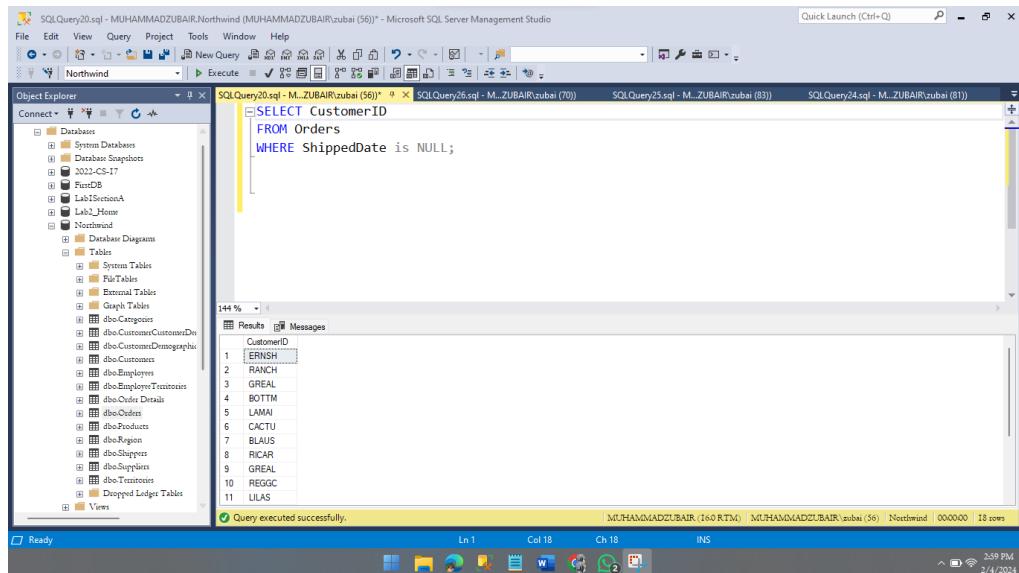 SQLQuery20.sql - MUHAMMADZUBAIR.Northwind (MUHAMMADZUBAIR\zubai (56))* - Microsoft SQL Server Management Studio
Quick Launch (Ctrl+Q)
File Edit View Query Project Tools Window Help
New Query
Northwind
Execute
Object Explorer
SQLQuery20.sql - M...ZUBAIR\zubai (56))*
SQLQuery26.sql - M...ZUBAIR\zubai (70))
SQLQuery25.sql - M...ZUBAIR\zubai (83))
SQLQuery24.sql - M...ZUBAIR\zubai (81))
Connect
Databases
System Databases
Database Snapshots
2022-CS-17
FirstDB
Lab1SectionA
Lab2_Home
Northwind
Database Diagrams
Tables
System Tables
FileTables
External Tables
Graph Tables
dbo.Categories
dbo.CustomerCustomerDe
dbo.CustomerDemographic
dbo.Customers
dbo.Employees
dbo.EmployeeTerritories
dbo.Order Details
dbo.Orders
dbo.Products
dbo.Region
dbo.Shippers
dbo.Suppliers
dbo.Territories
Dropped Ledger Tables
Views
SELECT CustomerID
FROM Orders
WHERE ShippedDate is NULL;
144 %
Results Messages
CustomerID
1 ERNSH
2 RANCH
3 GREAL
4 BOTTM
5 LAMAI
6 CACTU
7 BLAUS
8 RICAR
9 GREAL
10 REGGC
11 LILAS
Query executed successfully.
MUHAMMADZUBAIR (16.0 RTM)
MUHAMMADZUBAIR\zubai (56)
Northwind
00:00:00
18 rows
Ready
Ln 1
Col 18
Ch 18
INS
2:59 PM
2/4/2024